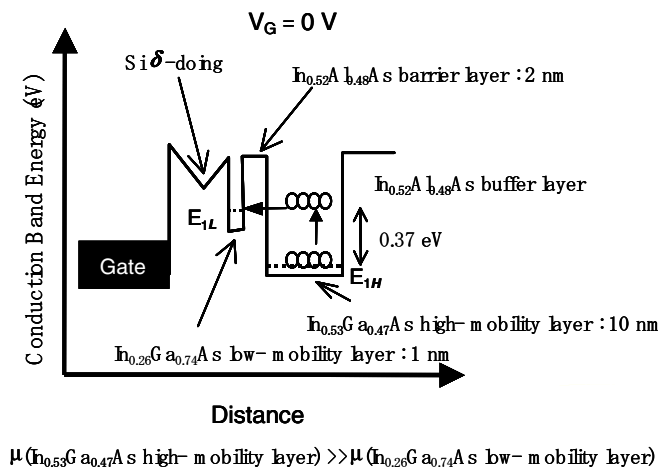 V_G = 0 V
Si δ-doing
In0.52Al0.48As barrier layer : 2 nm
Conduction Band Energy (eV)
In0.52Al0.48As buffer layer
E1L
0.37 eV
Gate
E1H
In0.53Ga0.47As high-mobility layer : 10 nm
In0.26Ga0.74As low-mobility layer : 1 nm
Distance
μ(In0.53Ga0.47As high-mobility layer) >>μ(In0.26Ga0.74As low-mobility layer)